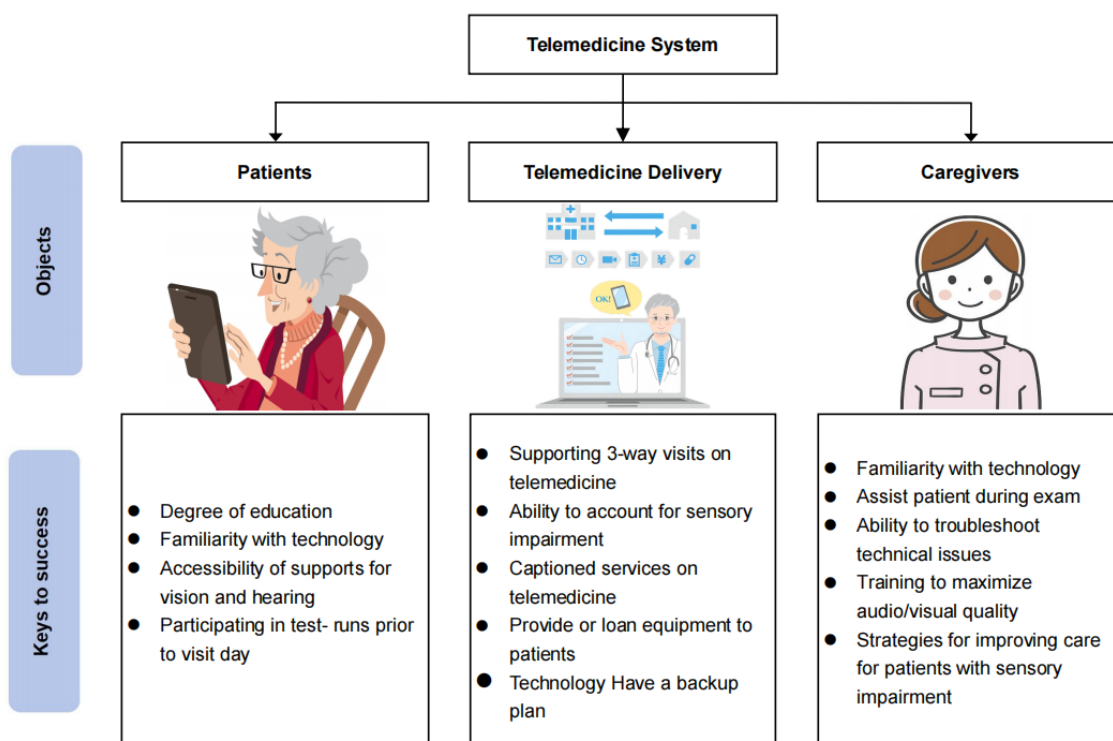 Telemedicine System
Objects
Patients
Telemedicine Delivery
Caregivers
¥
OK!
Keys to success
● Degree of education
● Familiarity with technology
● Accessibility of supports for
vision and hearing
● Participating in test- runs prior
to visit day
● Supporting 3-way visits on
telemedicine
● Ability to account for sensory
impairment
● Captioned services on
telemedicine
● Provide or loan equipment to
patients
● Technology Have a backup
plan
● Familiarity with technology
● Assist patient during exam
● Ability to troubleshoot
technical issues
● Training to maximize
audio/visual quality
● Strategies for improving care
for patients with sensory
impairment